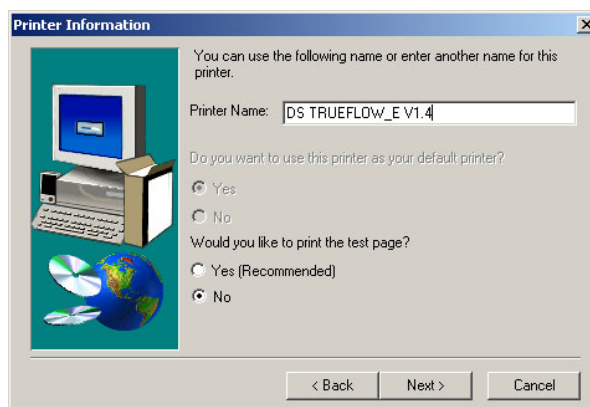 Printer Information
You can use the following name or enter another name for this
printer.
Printer Name: DS TRUEFLOW_E V1.4
Do you want to use this printer as your default printer?
Yes
No
Would you like to print the test page?
Yes (Recommended)
No
< Back Next > Cancel